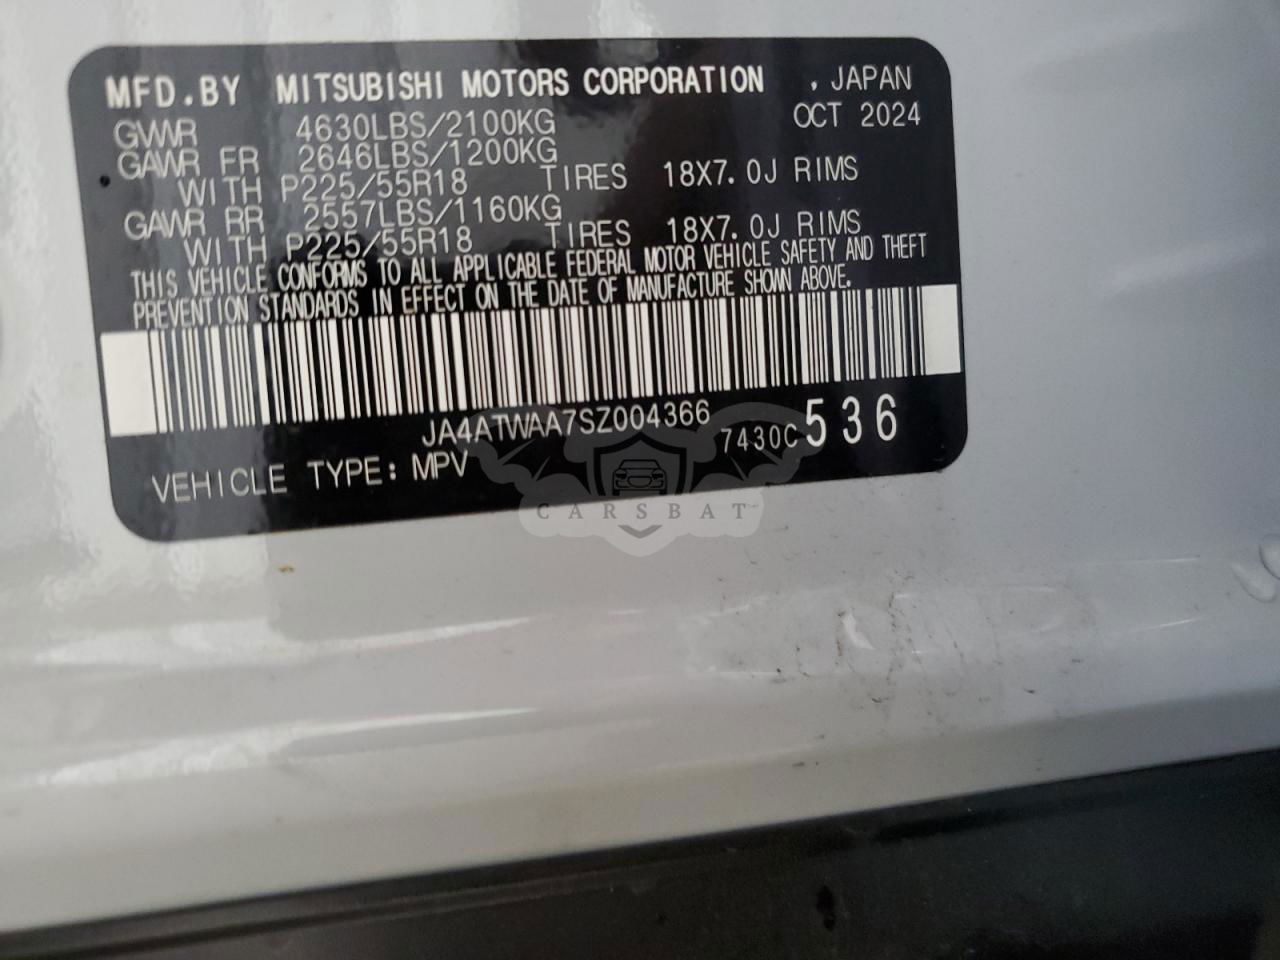 MFD.BY MITSUBISHI MOTORS CORPORATION , JAPAN
GVWR 4630LBS/2100KG OCT 2024
GAWR FR 2646LBS/1200KG
WITH P225/55R18 TIRES 18X7.0J RIMS
GAWR RR 2557LBS/1160KG
WITH P225/55R18 TIRES 18X7.0J RIMS
THIS VEHICLE CONFORMS TO ALL APPLICABLE FEDERAL MOTOR VEHICLE SAFETY AND THEFT
PREVENTION STANDARDS IN EFFECT ON THE DATE OF MANUFACTURE SHOWN ABOVE.
JA4ATWAA7SZ004366
7430C 536
VEHICLE TYPE: MPV
CARSBAT